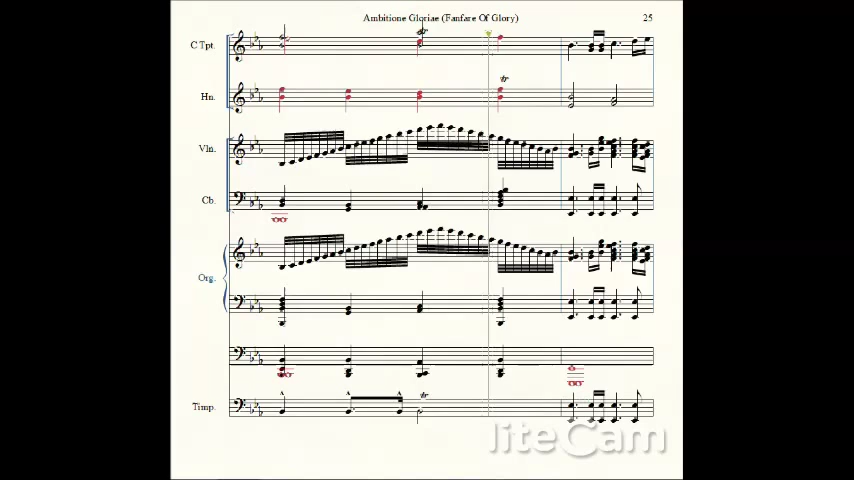 Ambitione Gloriae (Fanfare Of Glory) 25
C Tpt.
Hn.
Vln.
Cb.
Org.
Timp.
liteCam